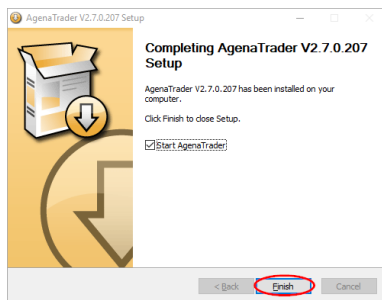 AgenaTrader V2.7.0.207 Setup
Completing AgenaTrader V2.7.0.207
Setup
AgenaTrader V2.7.0.207 has been installed on your
computer.
Click Finish to close Setup.
Start AgenaTrader
< Back Finish Cancel